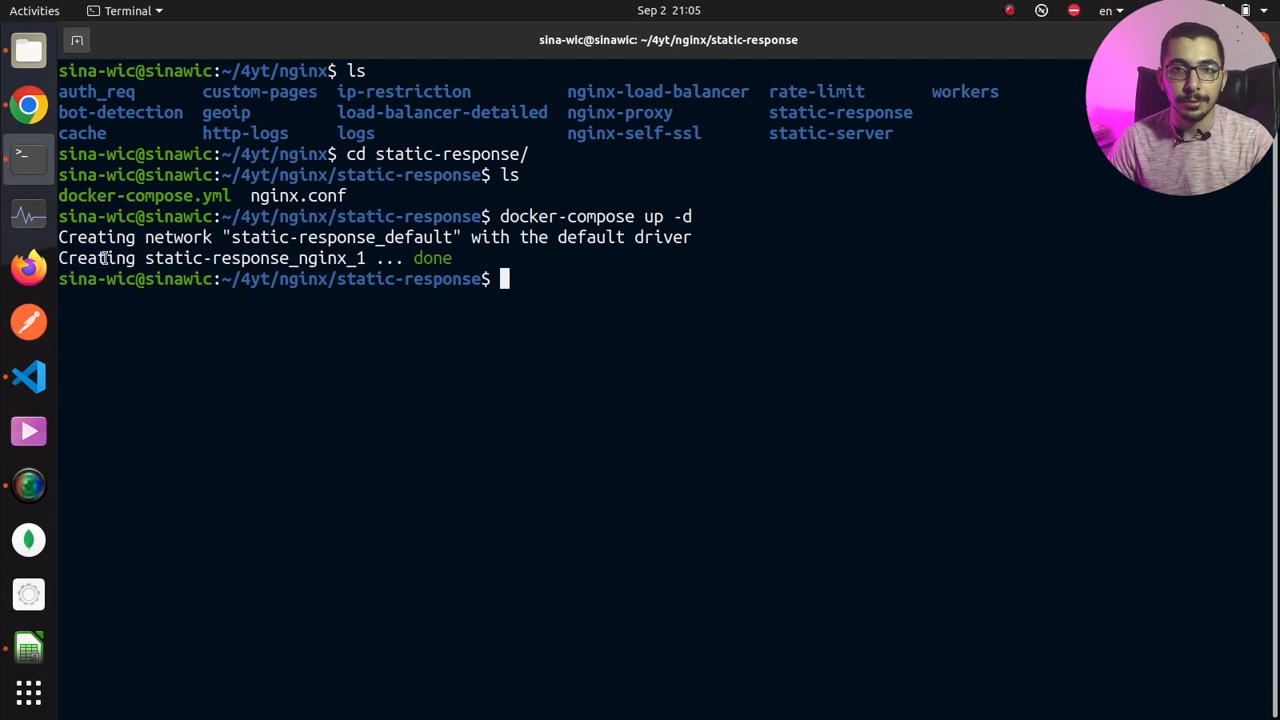 Activities Terminal Sep 2 21:05 en
sina-wic@sinawic: ~/4yt/nginx/static-response
sina-wic@sinawic:~/4yt/nginx$ ls
auth_req custom-pages ip-restriction nginx-load-balancer rate-limit workers
bot-detection geoip load-balancer-detailed nginx-proxy static-response
cache http-logs logs nginx-self-ssl static-server
sina-wic@sinawic:~/4yt/nginx$ cd static-response/
sina-wic@sinawic:~/4yt/nginx/static-response$ ls
docker-compose.yml nginx.conf
sina-wic@sinawic:~/4yt/nginx/static-response$ docker-compose up -d
Creating network "static-response_default" with the default driver
Creating static-response_nginx_1 ... done
sina-wic@sinawic:~/4yt/nginx/static-response$